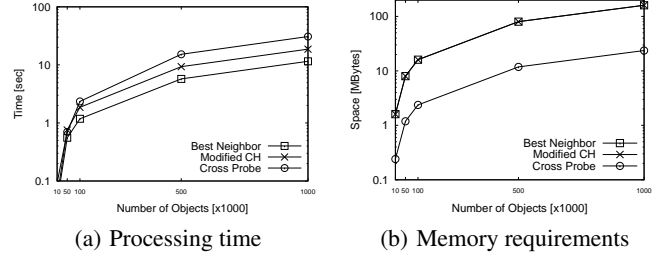 100
10
1
0.1
Time [sec]
Best Neighbor
Modified CH
Cross Probe
10 50 100 500 1000
Number of Objects [x1000]
(a) Processing time
100
10
1
0.1
Space [MBytes]
Best Neighbor
Modified CH
Cross Probe
10 50 100 500 1000
Number of Objects [x1000]
(b) Memory requirements